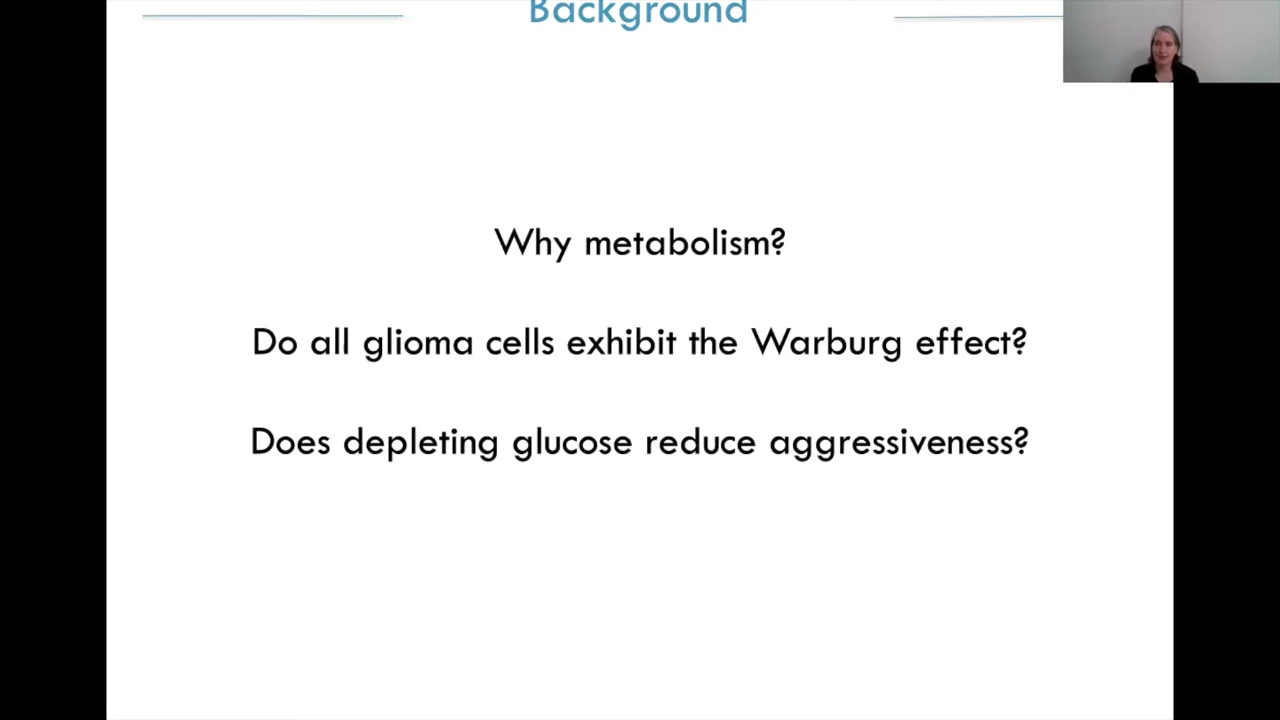 Background
Why metabolism?
Do all glioma cells exhibit the Warburg effect?
Does depleting glucose reduce aggressiveness?